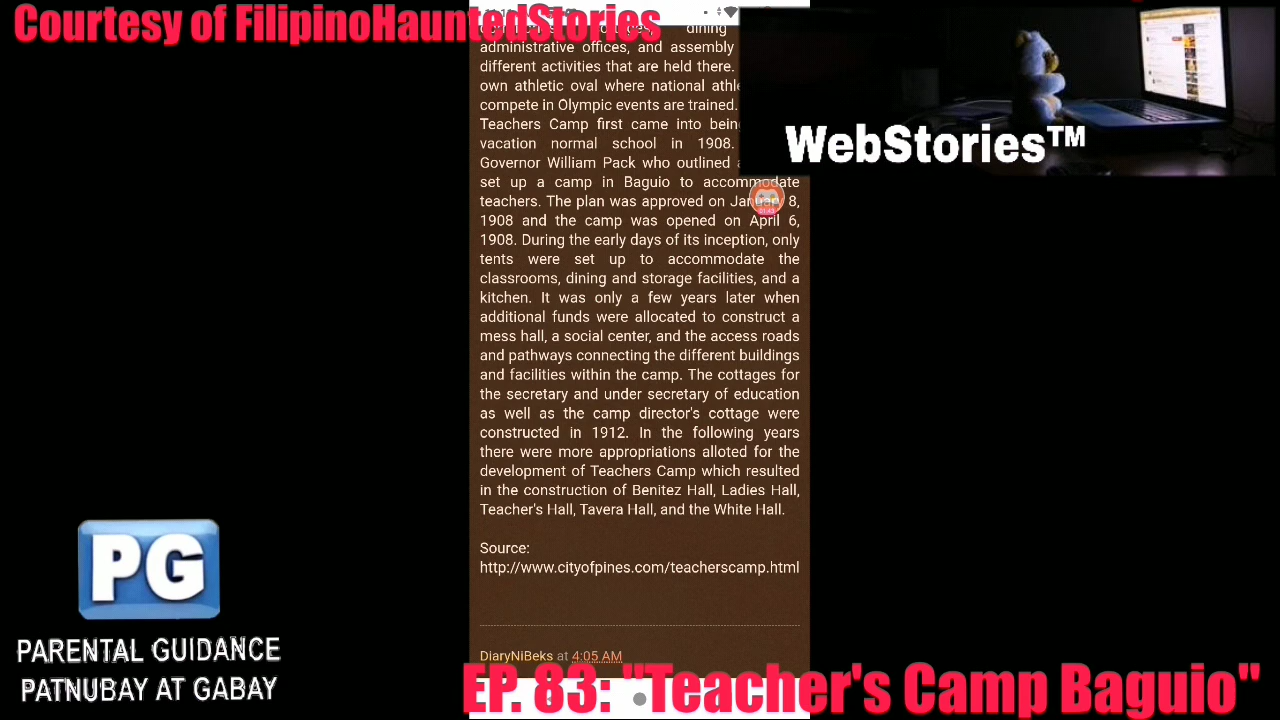 Courtesy of FilipinoHauntedStories
dining
administrative offices, and assembly
different activities that are held there.
own athletic oval where national athle
compete in Olympic events are trained.
Teachers Camp first came into being
vacation normal school in 1908.
Governor William Pack who outlined a
set up a camp in Baguio to accommodate
teachers. The plan was approved on January 8,
1908 and the camp was opened on April 6,
1908. During the early days of its inception, only
tents were set up to accommodate the
classrooms, dining and storage facilities, and a
kitchen. It was only a few years later when
additional funds were allocated to construct a
mess hall, a social center, and the access roads
and pathways connecting the different buildings
and facilities within the camp. The cottages for
the secretary and under secretary of education
as well as the camp director's cottage were
constructed in 1912. In the following years
there were more appropriations alloted for the
development of Teachers Camp which resulted
in the construction of Benitez Hall, Ladies Hall,
Teacher's Hall, Tavera Hall, and the White Hall.
Source:
http://www.cityofpines.com/teacherscamp.html
DiaryNiBeks at 4:05 AM
WebStories™
PG
PARENTAL GUIDANCE
PATNUBAY AT GABAY
EP. 83: "Teacher's Camp Baguio"